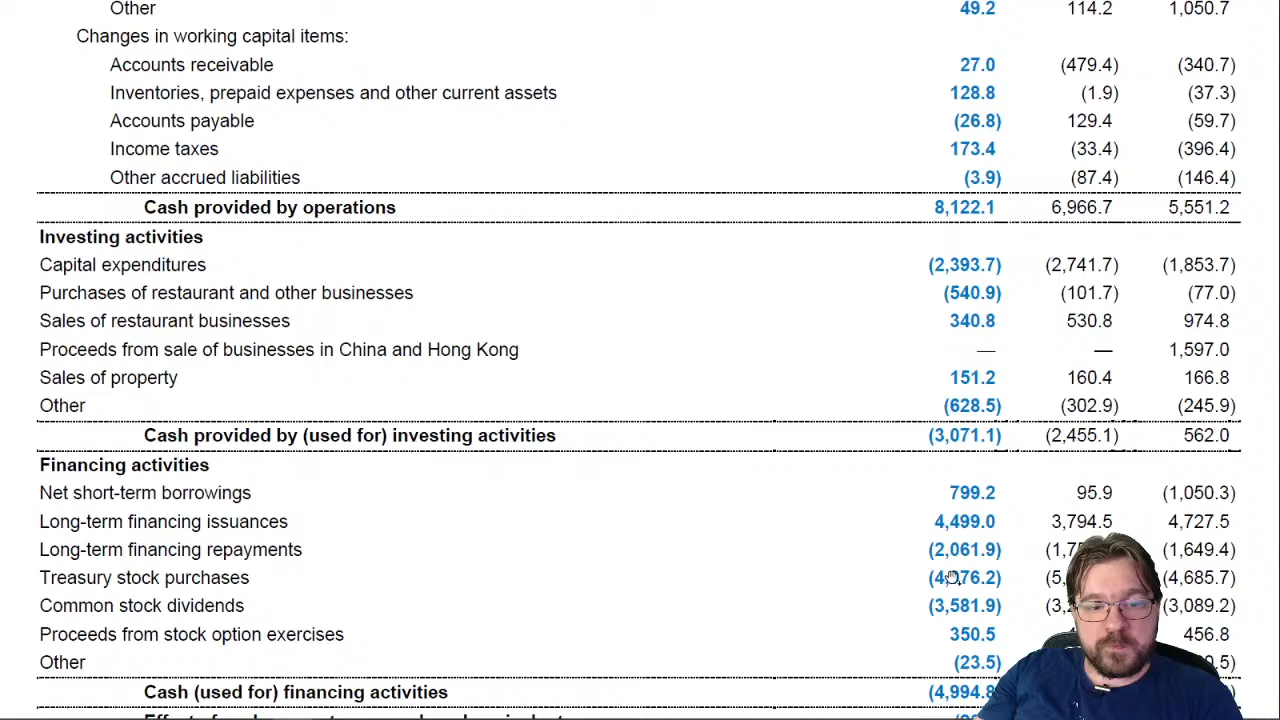 Other 49.2 114.2 1,050.7
Changes in working capital items:
Accounts receivable 27.0 (479.4) (340.7)
Inventories, prepaid expenses and other current assets 128.8 (1.9) (37.3)
Accounts payable (26.8) 129.4 (59.7)
Income taxes 173.4 (33.4) (396.4)
Other accrued liabilities (3.9) (87.4) (146.4)
Cash provided by operations 8,122.1 6,966.7 5,551.2
Investing activities
Capital expenditures (2,393.7) (2,741.7) (1,853.7)
Purchases of restaurant and other businesses (540.9) (101.7) (77.0)
Sales of restaurant businesses 340.8 530.8 974.8
Proceeds from sale of businesses in China and Hong Kong — — 1,597.0
Sales of property 151.2 160.4 166.8
Other (628.5) (302.9) (245.9)
Cash provided by (used for) investing activities (3,071.1) (2,455.1) 562.0
Financing activities
Net short-term borrowings 799.2 95.9 (1,050.3)
Long-term financing issuances 4,499.0 3,794.5 4,727.5
Long-term financing repayments (2,061.9) (1,649.4)
Treasury stock purchases (4,685.7)
Common stock dividends (3,581.9) (3,089.2)
Proceeds from stock option exercises 350.5 456.8
Other (23.5)
Cash (used for) financing activities (4,994.8